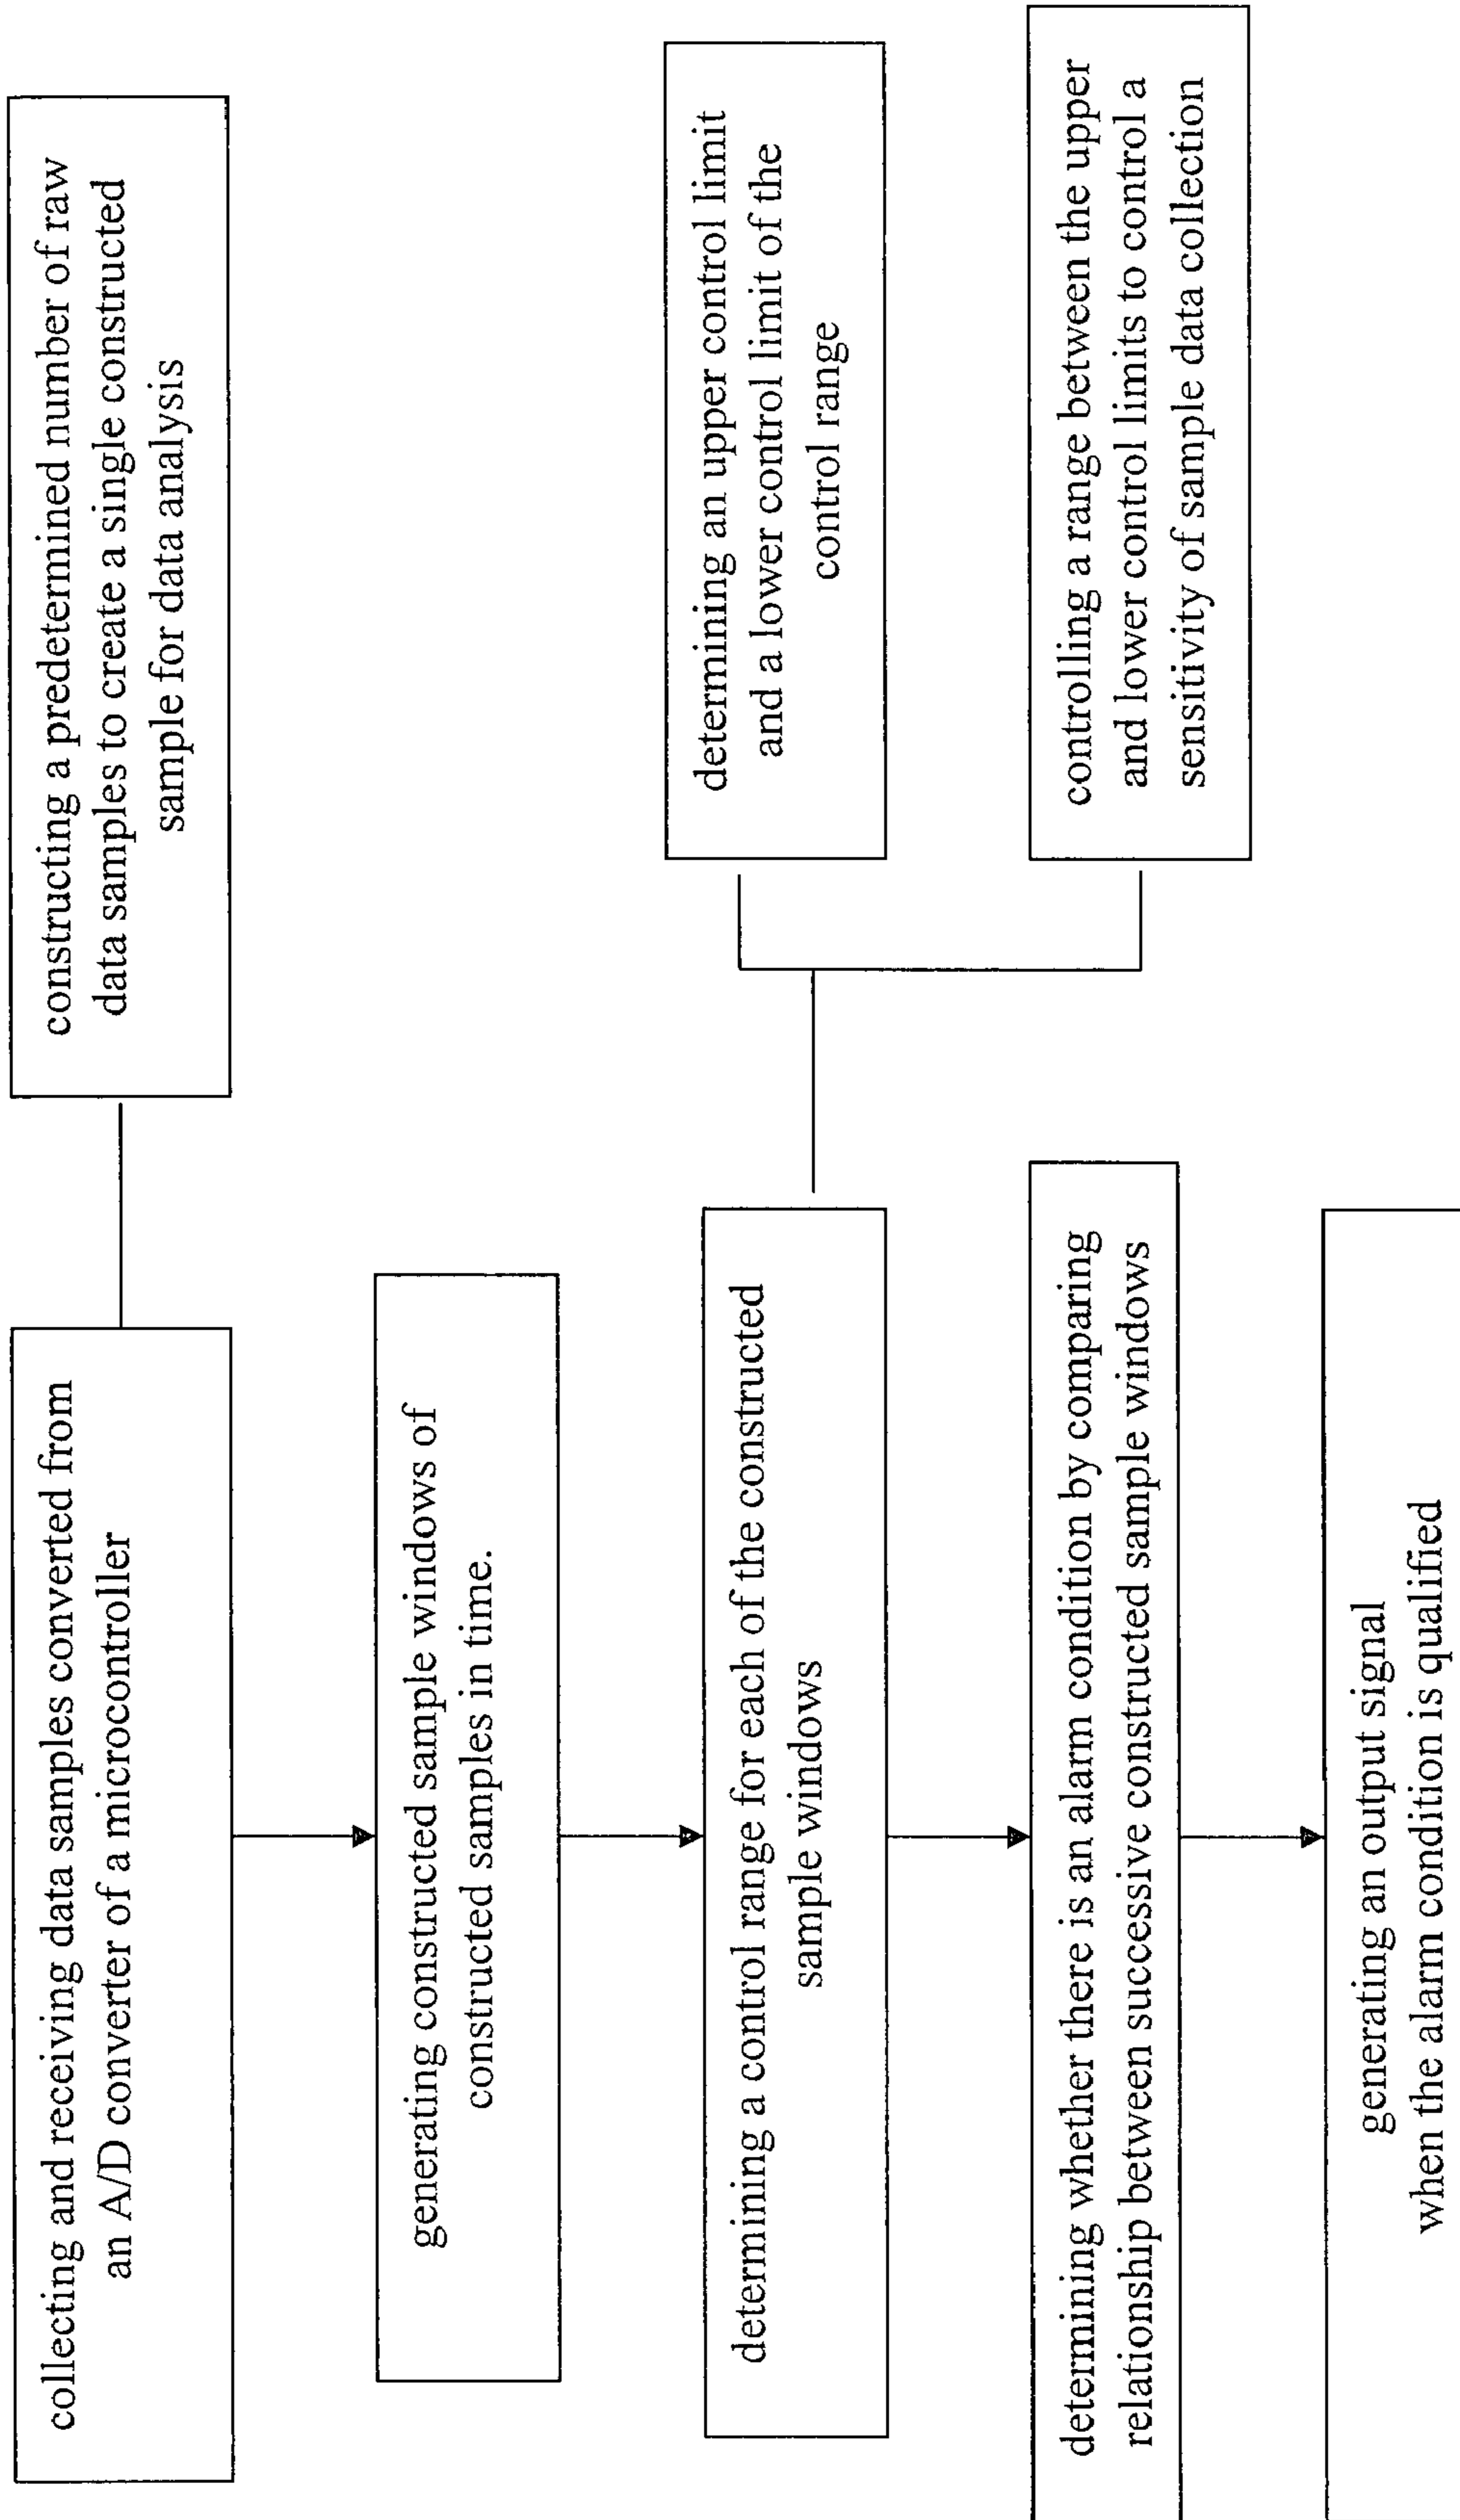 collecting and receiving data samples converted from
an A/D converter of a microcontroller
constructing a predetermined number of raw
data samples to create a single constructed
sample for data analysis
generating constructed sample windows of
constructed samples in time.
determining a control range for each of the constructed
sample windows
determining an upper control limit
and a lower control limit of the
control range
controlling a range between the upper
and lower control limits to control a
sensitivity of sample data collection
determining whether there is an alarm condition by comparing
relationship between successive constructed sample windows
generating an output signal
when the alarm condition is qualified